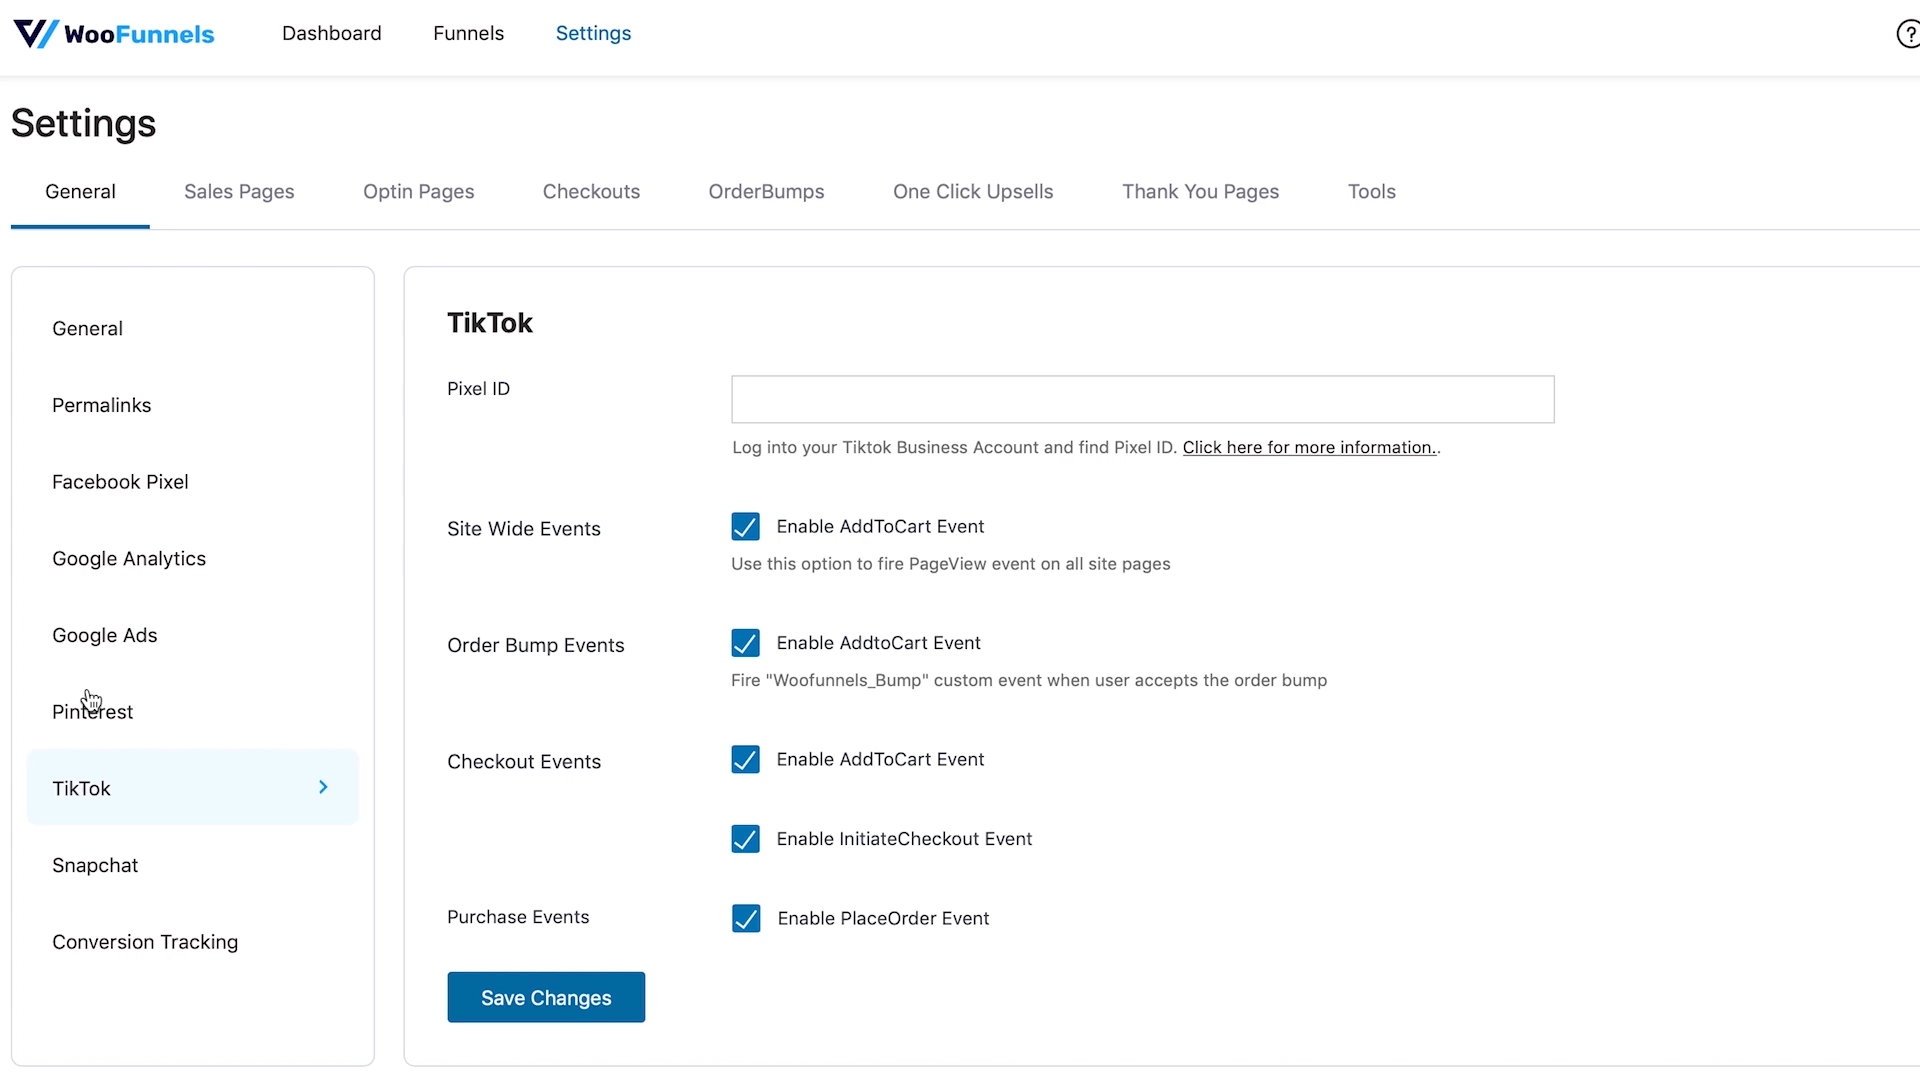 WooFunnels
Dashboard
Funnels
Settings
?
Settings
General
Sales Pages
Optin Pages
Checkouts
OrderBumps
One Click Upsells
Thank You Pages
Tools
General
Permalinks
Facebook Pixel
Google Analytics
Google Ads
Pinterest
TikTok
Snapchat
Conversion Tracking
TikTok
Pixel ID
Log into your Tiktok Business Account and find Pixel ID. Click here for more information..
Site Wide Events
Enable AddToCart Event
Use this option to fire PageView event on all site pages
Order Bump Events
Enable AddtoCart Event
Fire "Woofunnels_Bump" custom event when user accepts the order bump
Checkout Events
Enable AddToCart Event
Enable InitiateCheckout Event
Purchase Events
Enable PlaceOrder Event
Save Changes